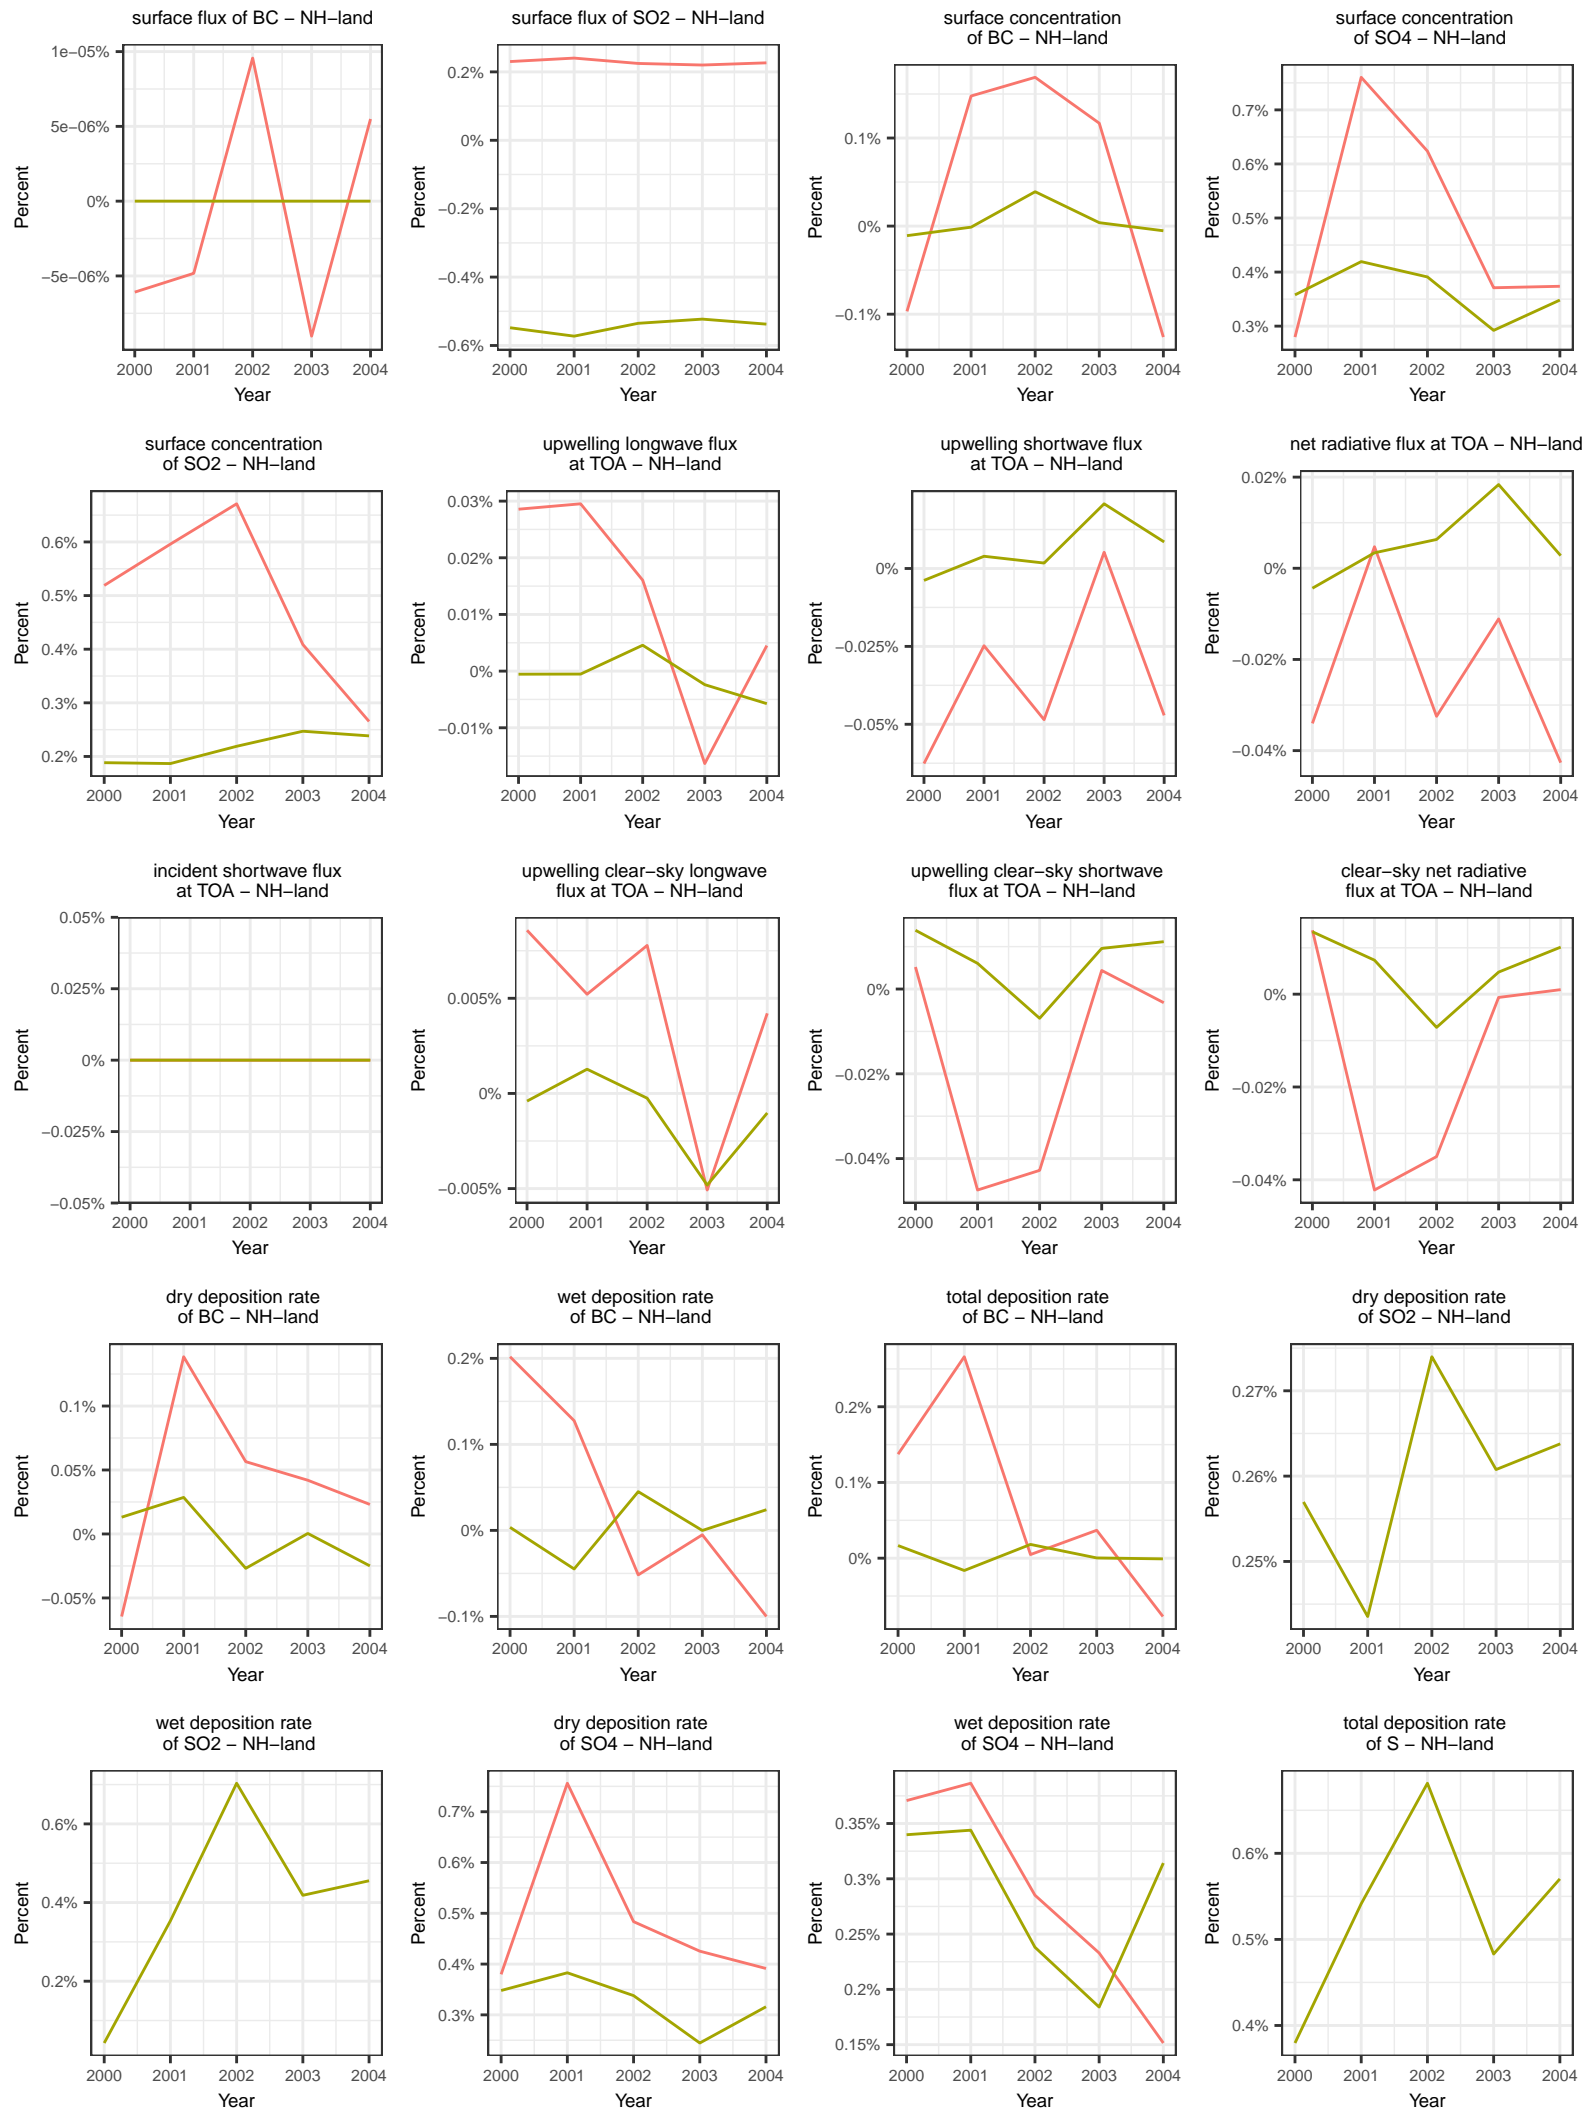 surface flux of BC − NH−land
1e−05%
5e−06%
0%
−5e−06%
2000 2001 2002 2003 2004
Year
Percent
surface flux of SO2 − NH−land
0.2%
0%
−0.2%
−0.4%
−0.6%
2000 2001 2002 2003 2004
Year
Percent
surface concentration
of BC − NH−land
0.1%
0%
−0.1%
2000 2001 2002 2003 2004
Year
Percent
surface concentration
of SO4 − NH−land
0.7%
0.6%
0.5%
0.4%
0.3%
2000 2001 2002 2003 2004
Year
Percent
surface concentration
of SO2 − NH−land
0.6%
0.5%
0.4%
0.3%
0.2%
2000 2001 2002 2003 2004
Year
Percent
upwelling longwave flux
at TOA − NH−land
0.03%
0.02%
0.01%
0%
−0.01%
2000 2001 2002 2003 2004
Year
Percent
upwelling shortwave flux
at TOA − NH−land
0%
−0.025%
−0.05%
2000 2001 2002 2003 2004
Year
Percent
net radiative flux at TOA − NH−land
0.02%
0%
−0.02%
−0.04%
2000 2001 2002 2003 2004
Year
Percent
incident shortwave flux
at TOA − NH−land
0.05%
0.025%
0%
−0.025%
−0.05%
2000 2001 2002 2003 2004
Year
Percent
upwelling clear−sky longwave
flux at TOA − NH−land
0.005%
0%
−0.005%
2000 2001 2002 2003 2004
Year
Percent
upwelling clear−sky shortwave
flux at TOA − NH−land
0%
−0.02%
−0.04%
2000 2001 2002 2003 2004
Year
Percent
clear−sky net radiative
flux at TOA − NH−land
0%
−0.02%
−0.04%
2000 2001 2002 2003 2004
Year
Percent
dry deposition rate
of BC − NH−land
0.1%
0.05%
0%
−0.05%
2000 2001 2002 2003 2004
Year
Percent
wet deposition rate
of BC − NH−land
0.2%
0.1%
0%
−0.1%
2000 2001 2002 2003 2004
Year
Percent
total deposition rate
of BC − NH−land
0.2%
0.1%
0%
2000 2001 2002 2003 2004
Year
Percent
dry deposition rate
of SO2 − NH−land
0.27%
0.26%
0.25%
2000 2001 2002 2003 2004
Year
Percent
wet deposition rate
of SO2 − NH−land
0.6%
0.4%
0.2%
2000 2001 2002 2003 2004
Year
Percent
dry deposition rate
of SO4 − NH−land
0.7%
0.6%
0.5%
0.4%
0.3%
2000 2001 2002 2003 2004
Year
Percent
wet deposition rate
of SO4 − NH−land
0.35%
0.3%
0.25%
0.2%
0.15%
2000 2001 2002 2003 2004
Year
Percent
total deposition rate
of S − NH−land
0.6%
0.5%
0.4%
2000 2001 2002 2003 2004
Year
Percent